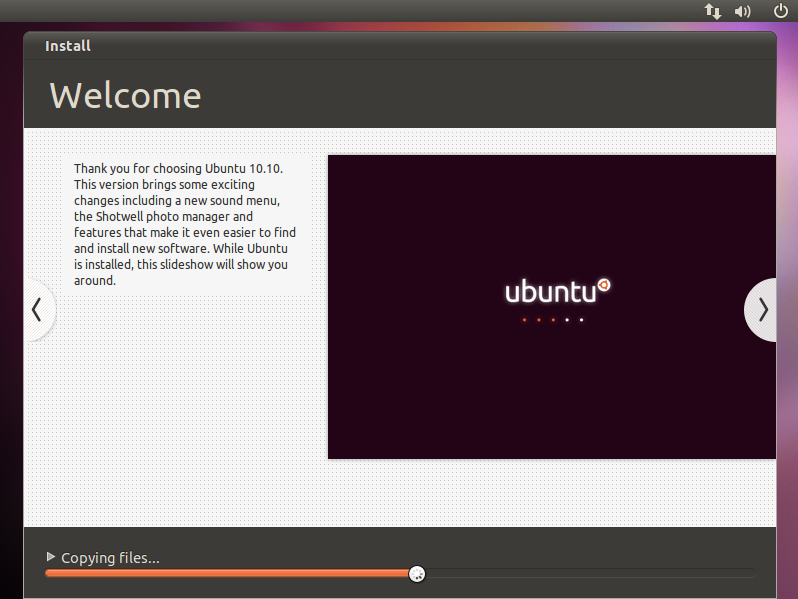 Install
Welcome
Thank you for choosing Ubuntu 10.10.
This version brings some exciting
changes including a new sound menu,
the Shotwell photo manager and
features that make it even easier to find
and install new software. While Ubuntu
is installed, this slideshow will show you
around.
ubuntu
Copying files...